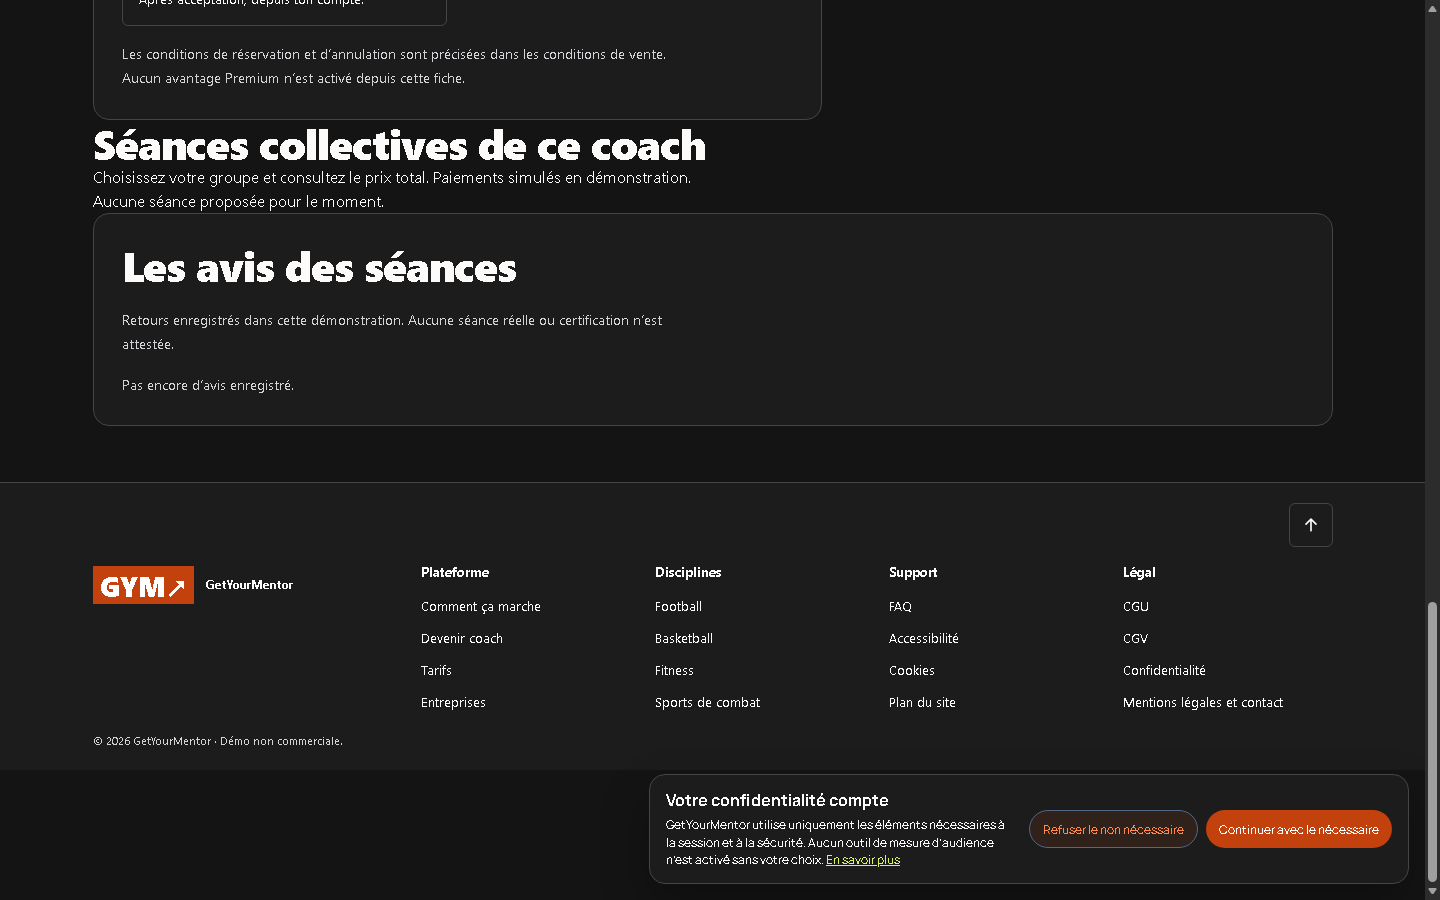 Après acceptation, depuis ton compte.
Les conditions de réservation et d’annulation sont précisées dans les conditions de vente.
Aucun avantage Premium n’est activé depuis cette fiche.
Séances collectives de ce coach
Choisissez votre groupe et consultez le prix total. Paiements simulés en démonstration.
Aucune séance proposée pour le moment.
Les avis des séances
Retours enregistrés dans cette démonstration. Aucune séance réelle ou certification n’est
attestée.
Pas encore d’avis enregistré.
GYM↗ GetYourMentor
Plateforme
Comment ça marche
Devenir coach
Tarifs
Entreprises
Disciplines
Football
Basketball
Fitness
Sports de combat
Support
FAQ
Accessibilité
Cookies
Plan du site
Légal
CGU
CGV
Confidentialité
Mentions légales et contact
© 2026 GetYourMentor · Démo non commerciale.
Votre confidentialité compte
GetYourMentor utilise uniquement les éléments nécessaires à
la session et à la sécurité. Aucun outil de mesure d’audience
n’est activé sans votre choix. En savoir plus
Refuser le non nécessaire
Continuer avec le nécessaire